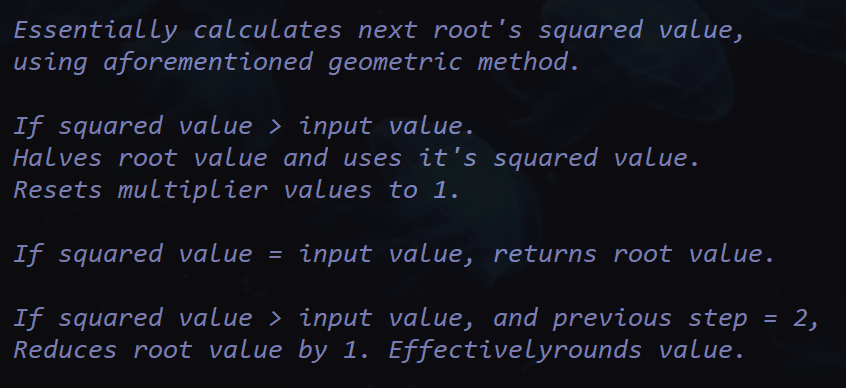 Essentially calculates next root's squared value,
using aforementioned geometric method.
If squared value > input value.
Halves root value and uses it's squared value.
Resets multiplier values to 1.
If squared value = input value, returns root value.
If squared value > input value, and previous step = 2,
Reduces root value by 1. Effectivelyrounds value.